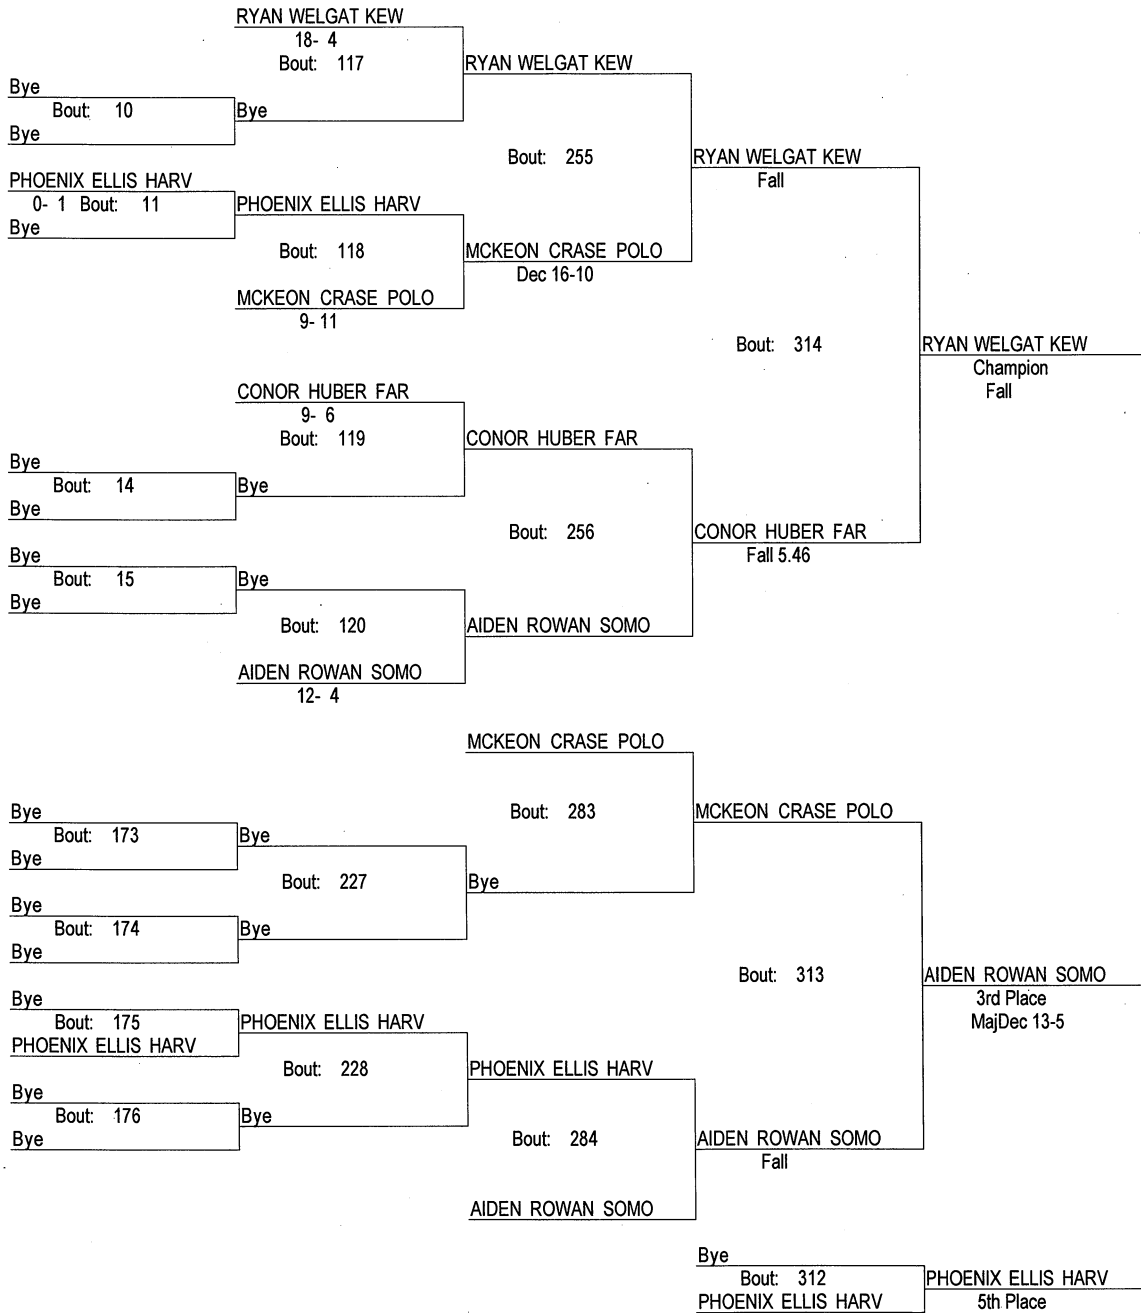 RYAN WELGAT KEW
18- 4
Bout: 117
RYAN WELGAT KEW
Bye
Bout: 10
Bye
Bye
Bout: 255
RYAN WELGAT KEW
Fall
PHOENIX ELLIS HARV
0- 1 Bout: 11
PHOENIX ELLIS HARV
Bye
Bout: 118
MCKEON CRASE POLO
Dec 16-10
MCKEON CRASE POLO
9- 11
Bout: 314
RYAN WELGAT KEW
Champion
Fall
CONOR HUBER FAR
9- 6
Bout: 119
CONOR HUBER FAR
Bye
Bout: 14
Bye
Bye
Bout: 256
CONOR HUBER FAR
Fall 5.46
Bye
Bout: 15
Bye
Bye
Bout: 120
AIDEN ROWAN SOMO
AIDEN ROWAN SOMO
12- 4
MCKEON CRASE POLO
Bout: 283
MCKEON CRASE POLO
Bye
Bout: 173
Bye
Bye
Bout: 227
Bye
Bye
Bout: 174
Bye
Bye
Bout: 313
AIDEN ROWAN SOMO
3rd Place
MajDec 13-5
Bye
Bout: 175
PHOENIX ELLIS HARV
PHOENIX ELLIS HARV
Bout: 228
PHOENIX ELLIS HARV
Bye
Bout: 176
Bye
Bye
Bout: 284
AIDEN ROWAN SOMO
Fall
AIDEN ROWAN SOMO
Bye
Bout: 312
PHOENIX ELLIS HARV
PHOENIX ELLIS HARV
5th Place